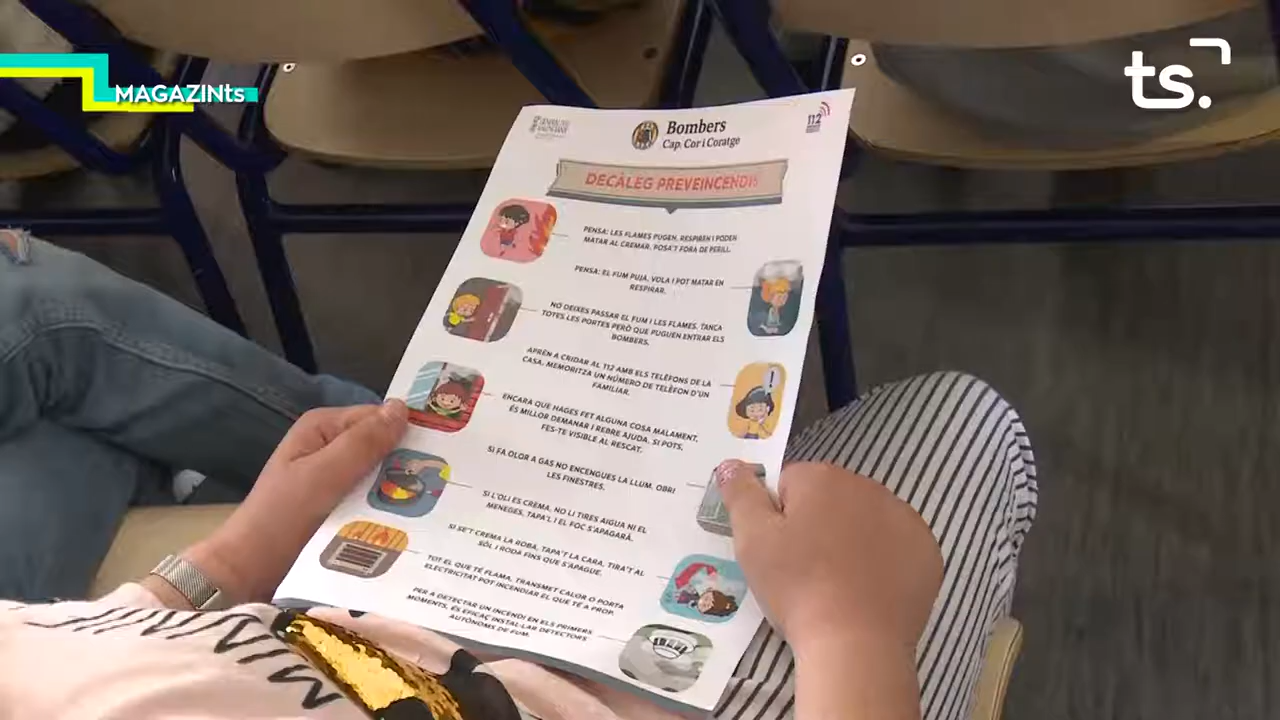 MAGAZINts
ts.
GENERALITAT
VALENCIANA
Bombers
Cap, Cor i Coratge
112
DECÀLEG PREVEINCENDIS
PENSA: LES FLAMES PUGEN, RESPIREN I PODEN
MATAR AL CREMAR. POSA'T FORA DE PERILL.
PENSA: EL FUM PUJA, VOLA I POT MATAR EN
RESPIRAR.
NO DEIXES PASSAR EL FUM I LES FLAMES. TANCA
TOTES LES PORTES PERÒ QUE PUGUEN ENTRAR ELS
BOMBERS.
APRÉN A CRIDAR AL 112 AMB ELS TELÈFONS DE LA
CASA. MEMORITZA UN NÚMERO DE TELÈFON D'UN
FAMILIAR.
ENCARA QUE HAGES FET ALGUNA COSA MALAMENT,
ÉS MILLOR DEMANAR I REBRE AJUDA. SI POTS,
FES-TE VISIBLE AL RESCAT.
SI FA OLOR A GAS NO ENCENGUES LA LLUM. OBRI
LES FINESTRES.
SI L'OLI ES CREMA, NO LI TIRES AIGUA NI EL
MENEGES, TAPA'L I EL FOC S'APAGARÀ.
SI SE'T CREMA LA ROBA, TAPA'T LA CARA, TIRA'T AL
SÒL I RODA FINS QUE S'APAGUE.
TOT EL QUE TÉ FLAMA, TRANSMET CALOR O PORTA
ELECTRICITAT POT INCENDIAR EL QUE TÉ A PROP.
PER A DETECTAR UN INCENDI EN ELS PRIMERS
MOMENTS, ÉS EFICAÇ INSTAL·LAR DETECTORS
AUTÒNOMS DE FUM.